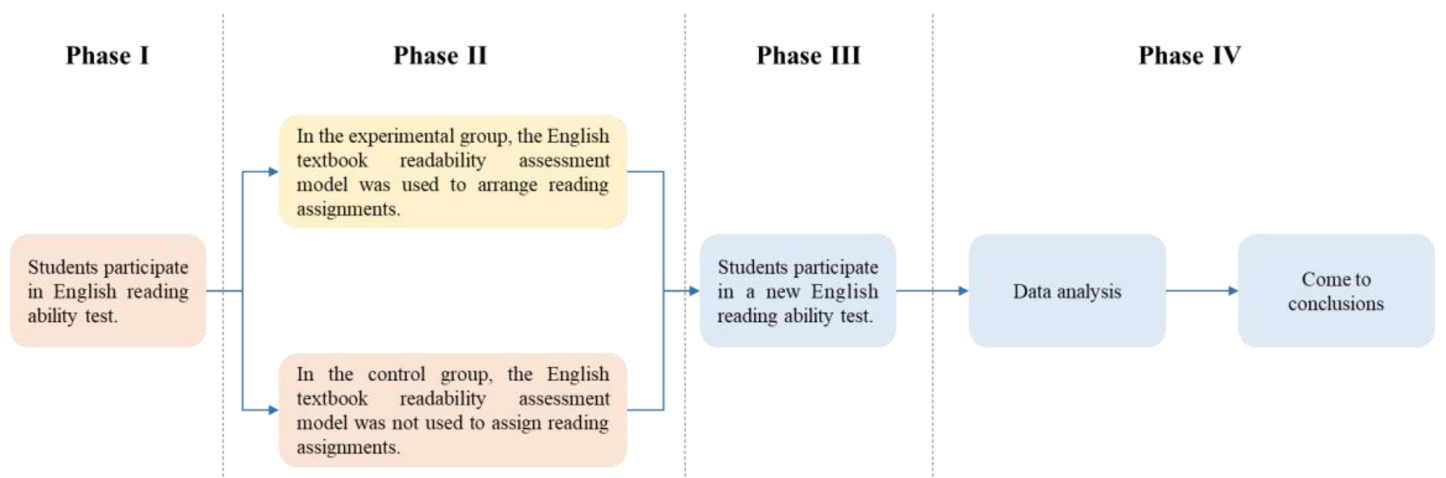 Phase I
Phase II
Phase III
Phase IV
Students participate
in English reading
ability test.
In the experimental group, the English
textbook readability assessment
model was used to arrange reading
assignments.
In the control group, the English
textbook readability assessment
model was not used to assign reading
assignments.
Students participate
in a new English
reading ability test.
Data analysis
Come to
conclusions